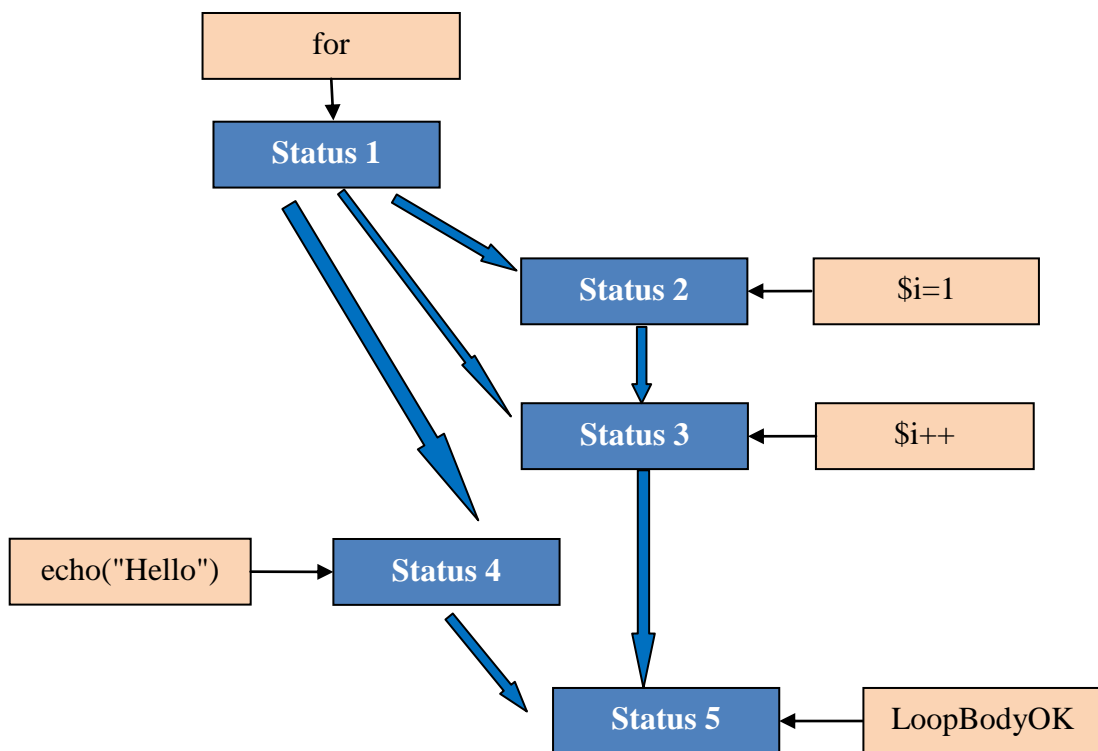 for
Status 1
Status 2
$i=1
Status 3
$i++
echo("Hello")
Status 4
Status 5
LoopBodyOK